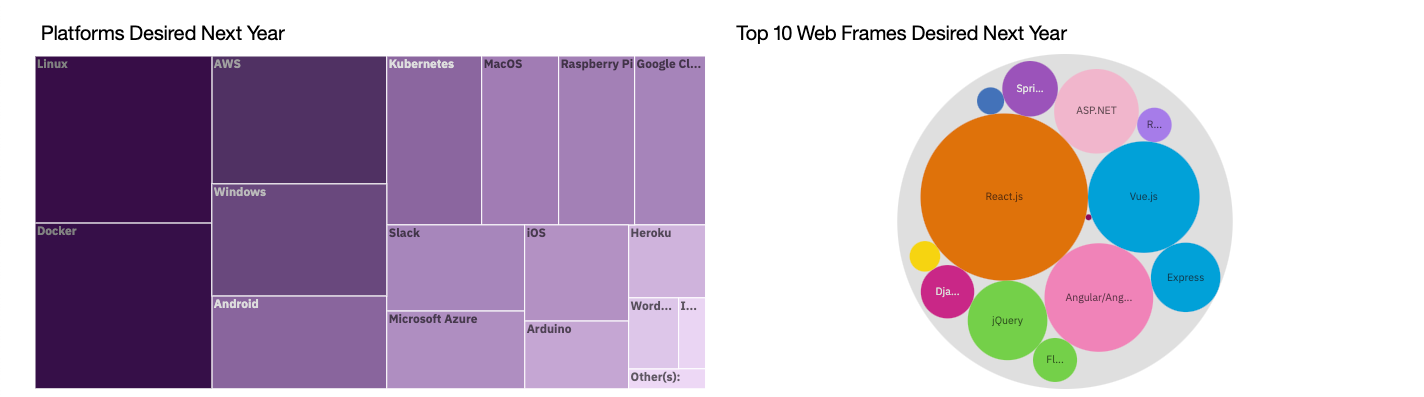 Platforms Desired Next Year
Linux
AWS
Kubernetes
MacOS
Raspberry Pi
Google Cl...
Docker
Windows
Slack
iOS
Heroku
Android
Microsoft Azure
Arduino
Word...
I...
Other(s):
Top 10 Web Frames Desired Next Year
Spri...
ASP.NET
R...
React.js
Vue.js
Express
Dja...
Angular/Ang...
jQuery
Fl...